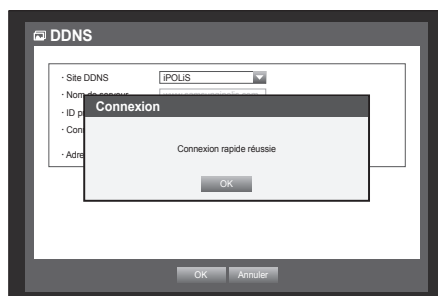 DDNS
· Site DDNS iPOLiS
· Nom de serveur
· ID p
Connexion
· Con
· Adre
Connexion rapide réussie
OK
OK Annuler